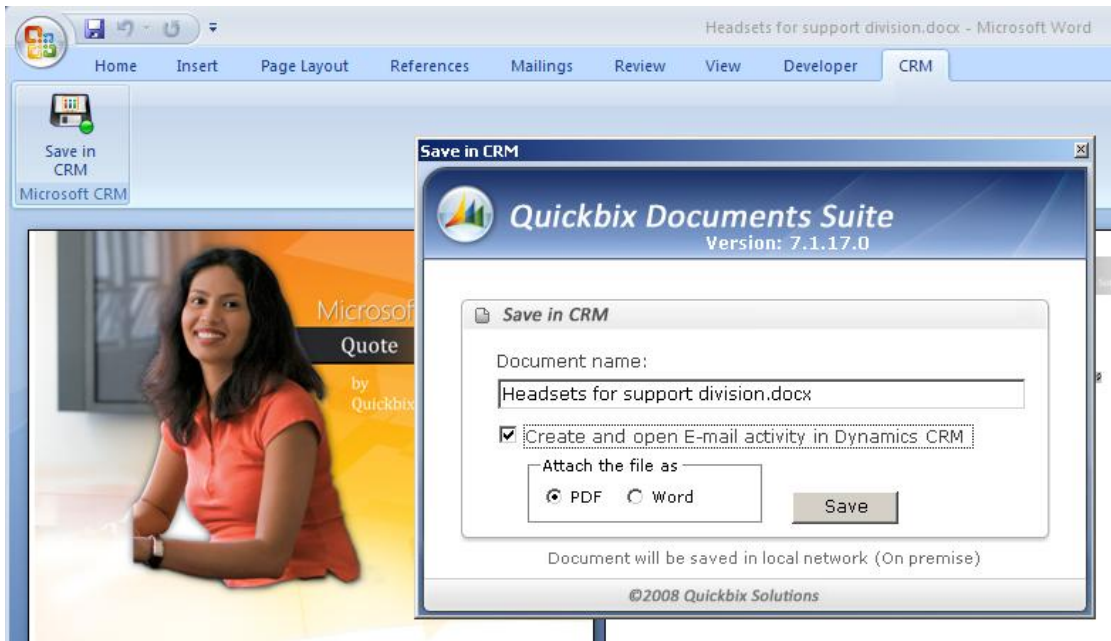 Headsets for support division.docx - Microsoft Word
Home Insert Page Layout References Mailings Review View Developer CRM
Save in
CRM
Microsoft CRM
Microsof
Quote
by
Quickbix
Save in CRM
Quickbix Documents Suite
Version: 7.1.17.0
Save in CRM
Document name:
Headsets for support division.docx
Create and open E-mail activity in Dynamics CRM
Attach the file as
PDF Word
Save
Document will be saved in local network (On premise)
©2008 Quickbix Solutions